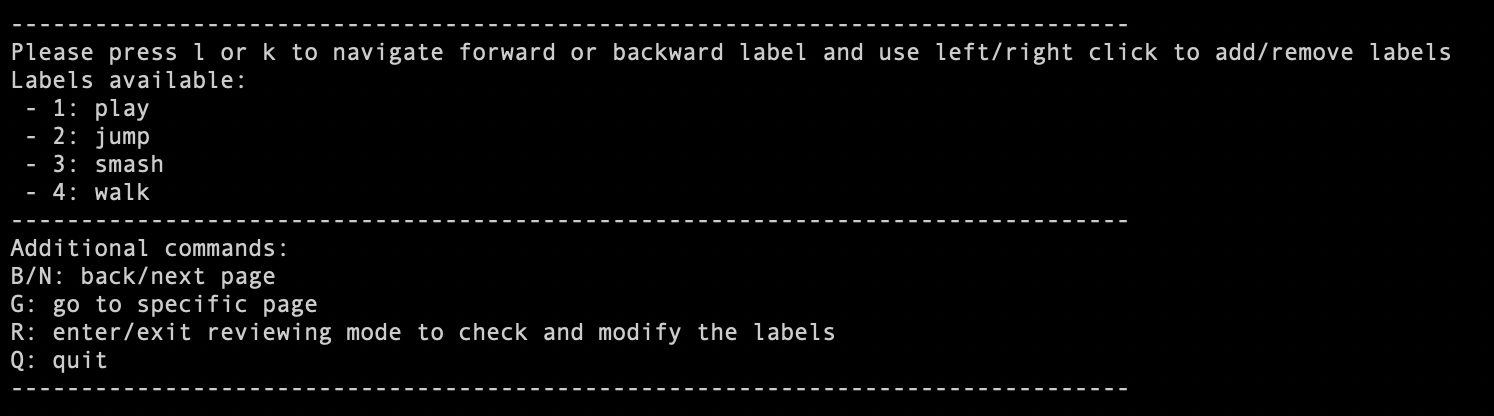 --------------------------------------------------------------------------------
Please press l or k to navigate forward or backward label and use left/right click to add/remove labels
Labels available:
 - 1: play
 - 2: jump
 - 3: smash
 - 4: walk
--------------------------------------------------------------------------------
Additional commands:
B/N: back/next page
G: go to specific page
R: enter/exit reviewing mode to check and modify the labels
Q: quit
--------------------------------------------------------------------------------